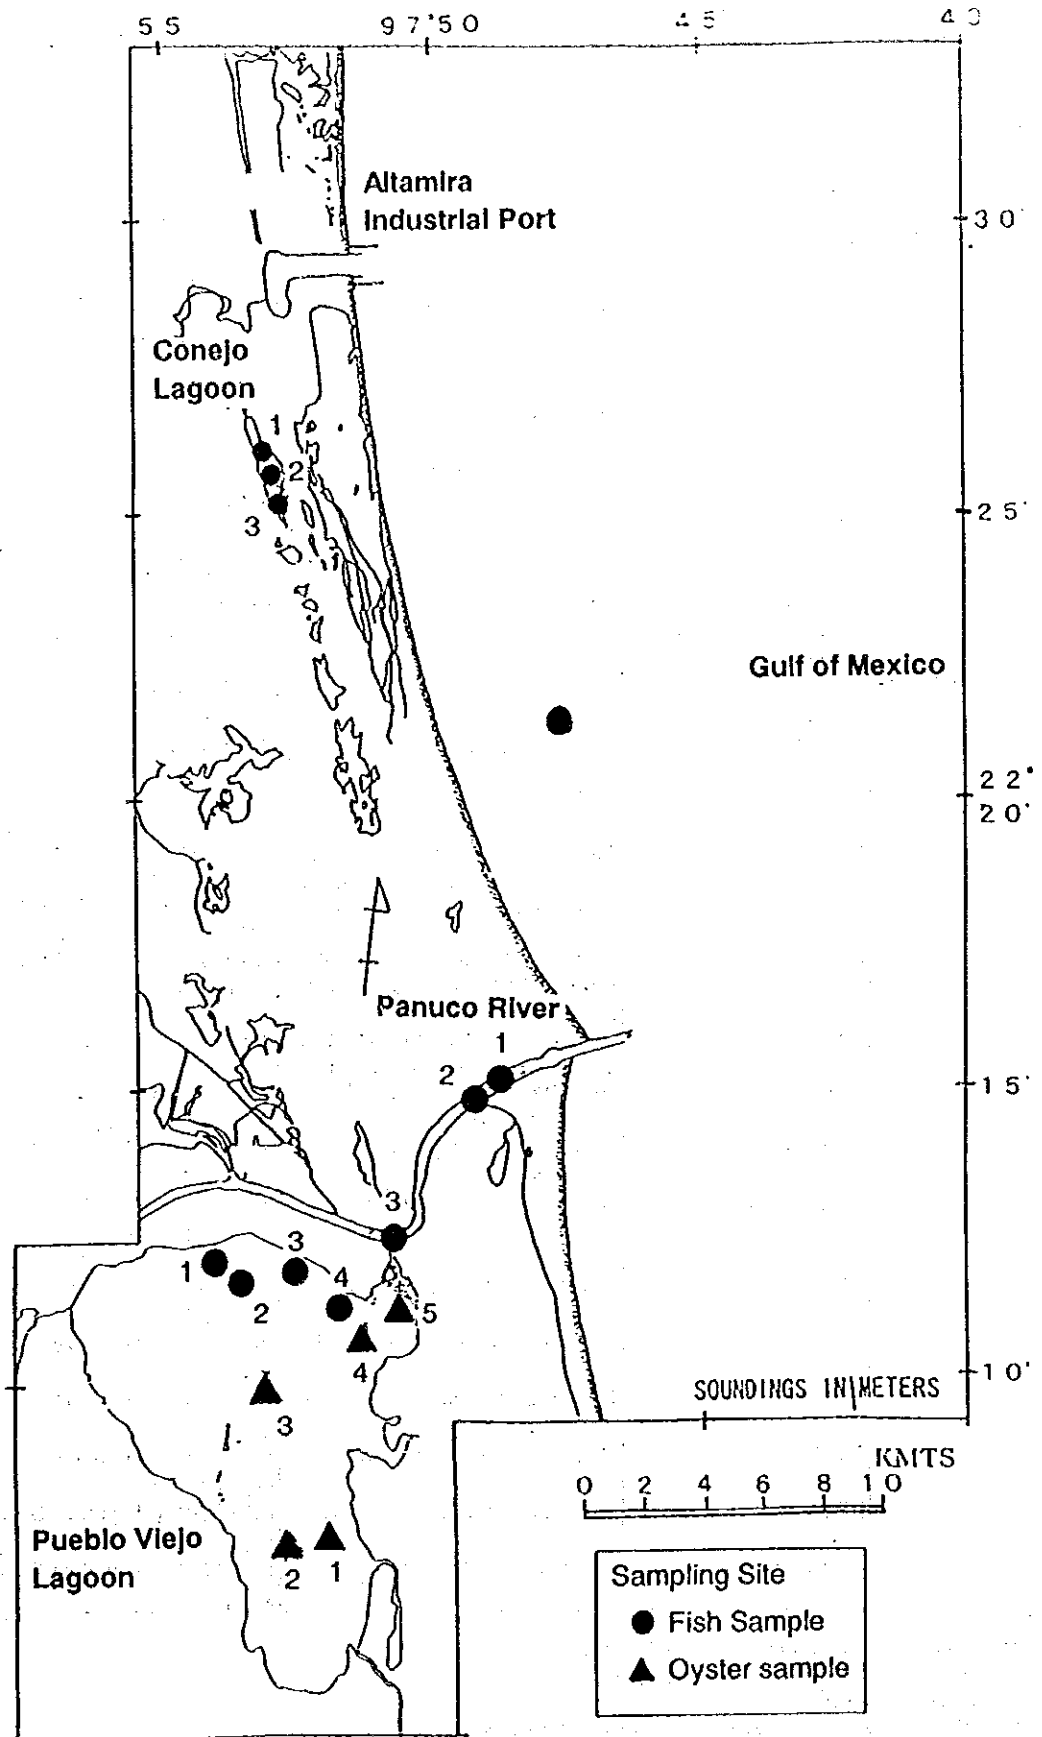 55 97°50 45 40
Altamira
Industrial Port
30'
Conejo
Lagoon
1
2
3
25'
Gulf of Mexico
22°
20'
Panuco River
1
2
15'
3
3
1
4
2
5
4
10'
SOUNDINGS IN METERS
3
KMTS
0 2 4 6 8 10
Pueblo Viejo
Lagoon
2 1
Sampling Site
Fish Sample
Oyster sample